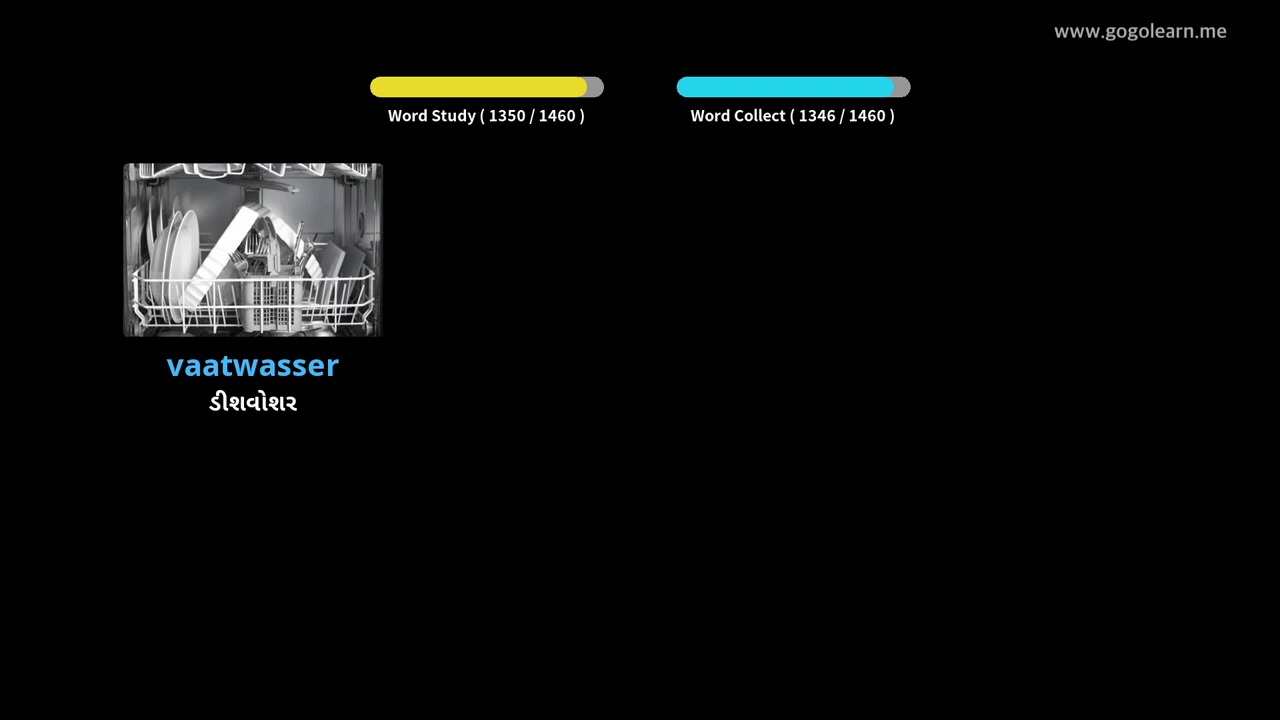 www.gogolearn.me
Word Study ( 1350 / 1460 )
Word Collect ( 1346 / 1460 )
vaatwasser
ડીશવોશર